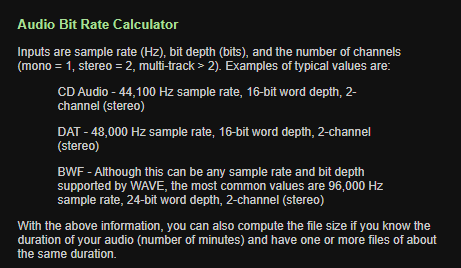 Audio Bit Rate Calculator
Inputs are sample rate (Hz), bit depth (bits), and the number of channels
(mono = 1, stereo = 2, multi-track > 2). Examples of typical values are:
CD Audio - 44,100 Hz sample rate, 16-bit word depth, 2-
channel (stereo)
DAT - 48,000 Hz sample rate, 16-bit word depth, 2-channel
(stereo)
BWF - Although this can be any sample rate and bit depth
supported by WAVE, the most common values are 96,000 Hz
sample rate, 24-bit word depth, 2-channel (stereo)
With the above information, you can also compute the file size if you know the
duration of your audio (number of minutes) and have one or more files of about
the same duration.